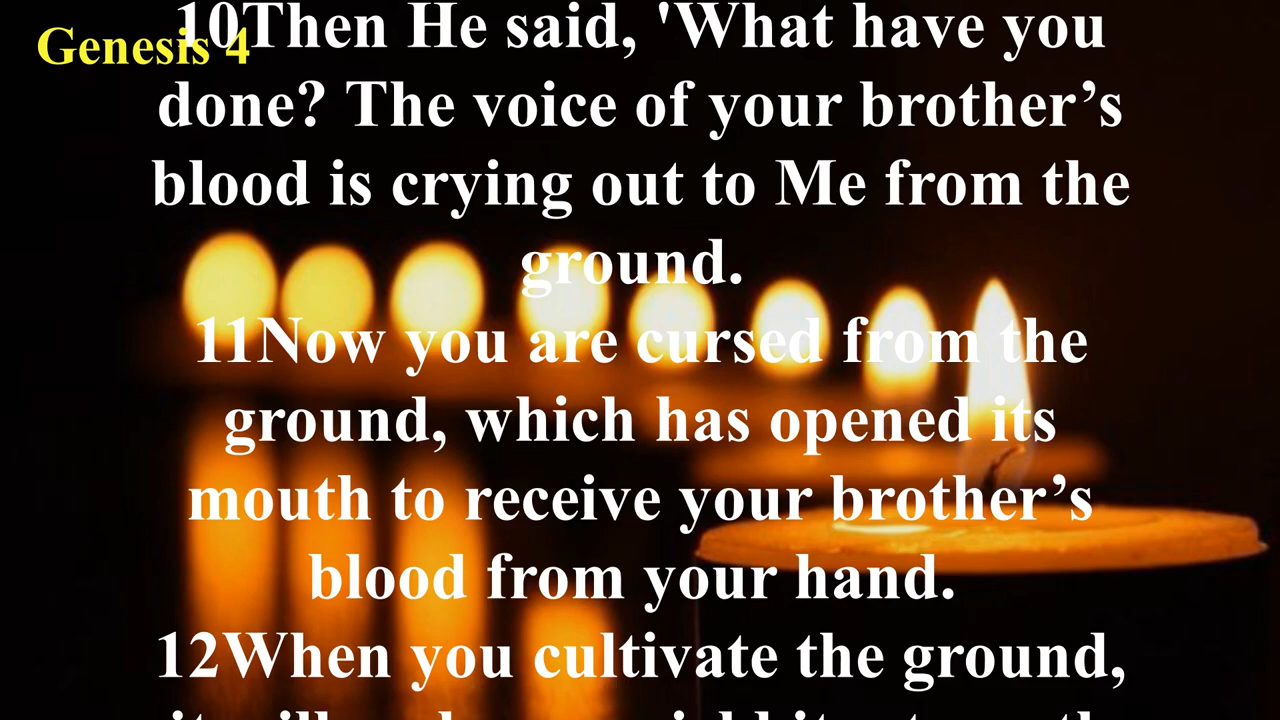 Genesis 4
10Then He said, 'What have you
done? The voice of your brother’s
blood is crying out to Me from the
ground.
11Now you are cursed from the
ground, which has opened its
mouth to receive your brother’s
blood from your hand.
12When you cultivate the ground,